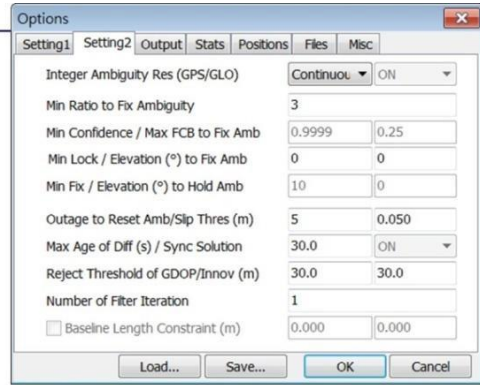 Options
Setting1 Setting2 Output Stats Positions Files Misc
Integer Ambiguity Res (GPS/GLO) Continuou ON
Min Ratio to Fix Ambiguity 3
Min Confidence / Max FCB to Fix Amb 0.9999 0.25
Min Lock / Elevation (°) to Fix Amb 0 0
Min Fix / Elevation (°) to Hold Amb 10 0
Outage to Reset Amb/Slip Thres (m) 5 0.050
Max Age of Diff (s) / Sync Solution 30.0 ON
Reject Threshold of GDOP/Innov (m) 30.0 30.0
Number of Filter Iteration 1
Baseline Length Constraint (m) 0.000 0.000
Load... Save... OK Cancel